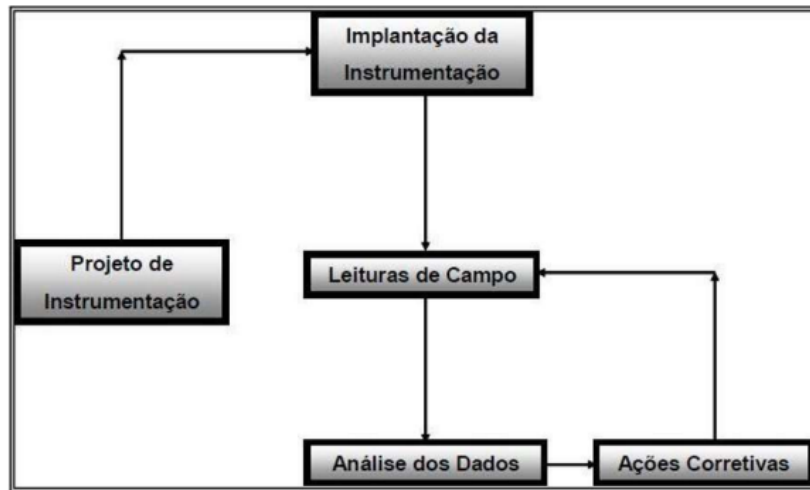 Implantação da
Instrumentação
Projeto de
Instrumentação
Leituras de Campo
Análise dos Dados
Ações Corretivas